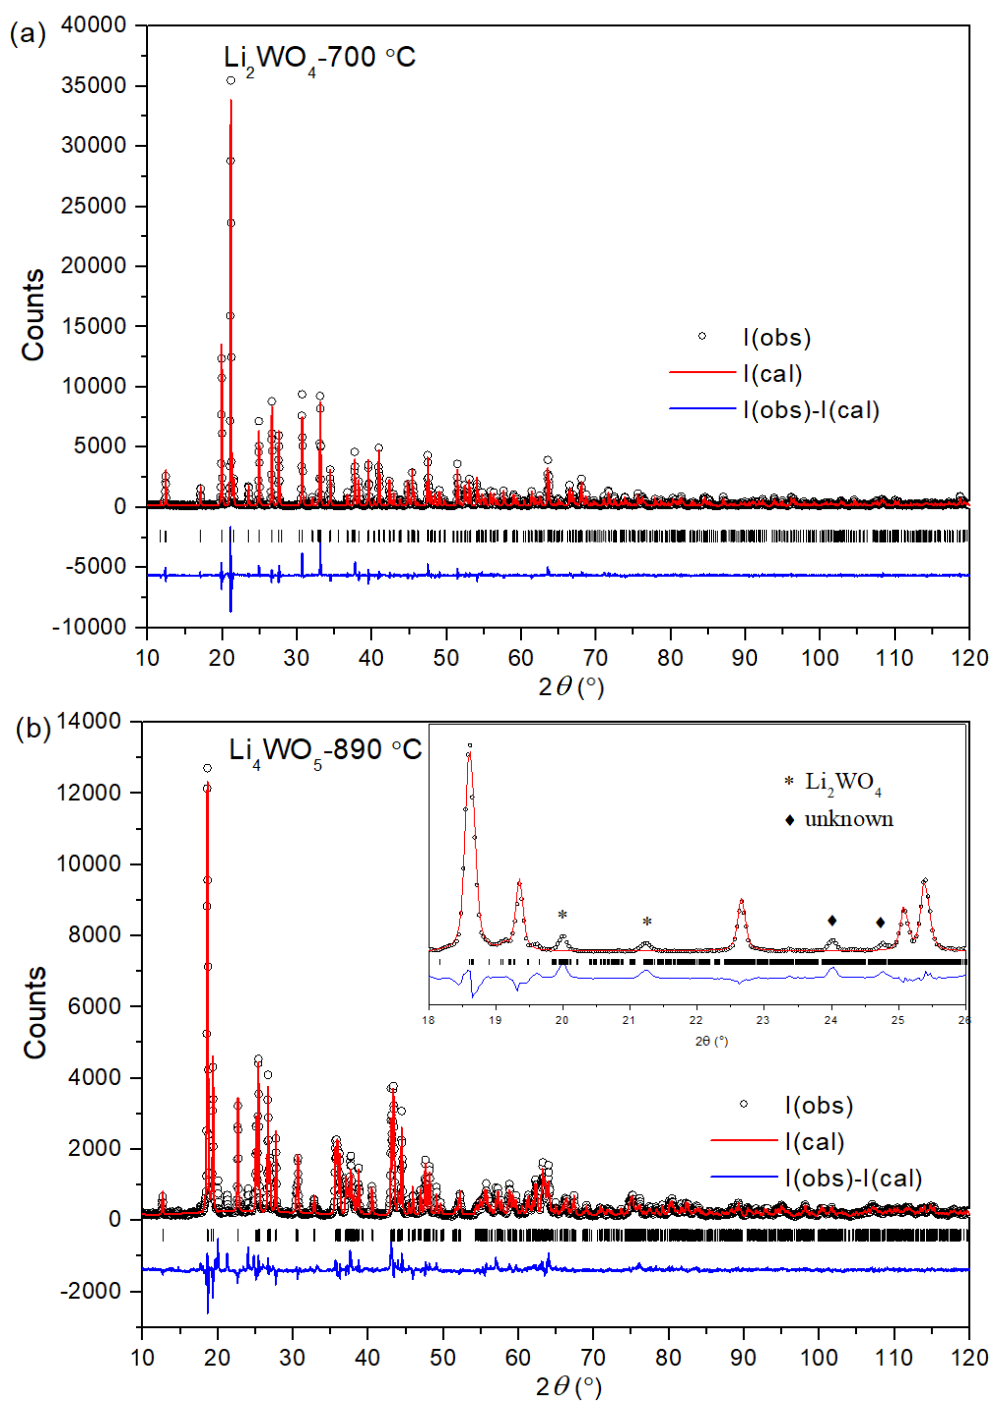 (a)
Li2WO4-700 °C
40000
35000
30000
25000
20000
15000
10000
5000
0
-5000
-10000
Counts
I(obs)
I(cal)
I(obs)-I(cal)
10 20 30 40 50 60 70 80 90 100 110 120
2θ (°)
(b)
Li4WO5-890 °C
14000
12000
10000
8000
6000
4000
2000
0
-2000
Counts
* Li2WO4
♦ unknown
18 19 20 21 22 23 24 25 26
2θ (°)
I(obs)
I(cal)
I(obs)-I(cal)
10 20 30 40 50 60 70 80 90 100 110 120
2θ (°)